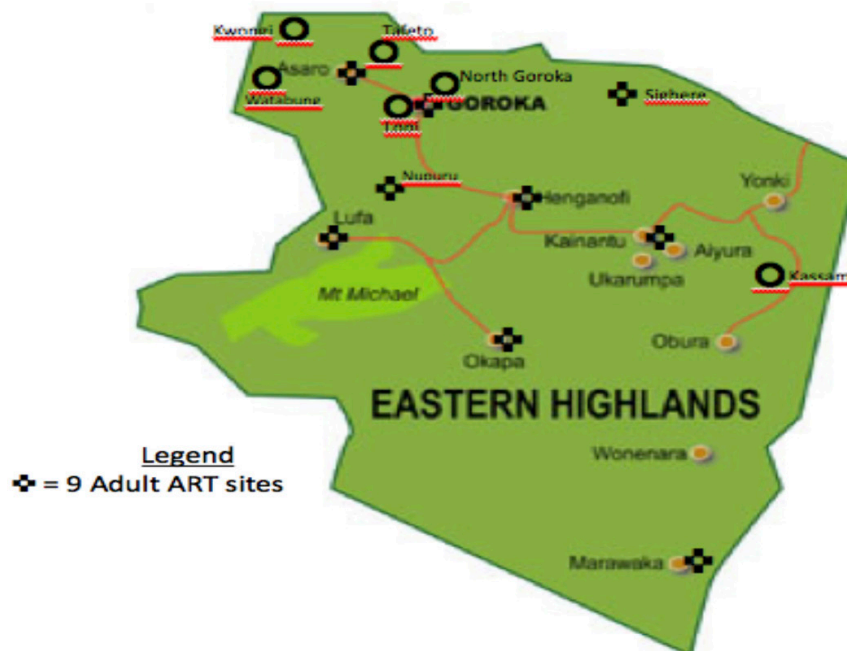 Kwongi
Tafeto
Asaro
North Goroka
Watabung
GOROKA
Sighere
Nupuru
Henganofi
Yonki
Lufa
Kainantu
Aiyura
Ukarumpa
Kassam
Mt Michael
Okapa
Obura
EASTERN HIGHLANDS
Legend
= 9 Adult ART sites
Wonenara
Marawaka